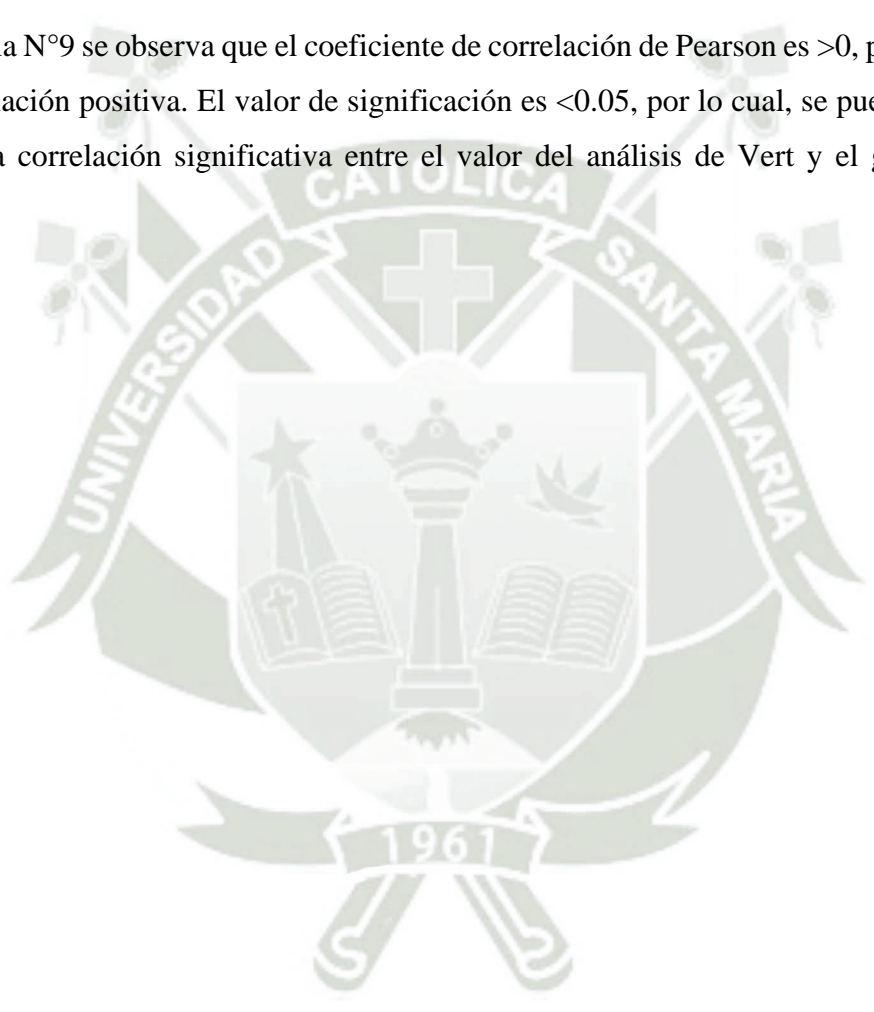 la N°9 se observa que el coeficiente de correlación de Pearson es >0, p
lación positiva. El valor de significación es <0.05, por lo cual, se pue
a correlación significativa entre el valor del análisis de Vert y el g
UNIVERSIDAD CATOLICA SANTA MARIA
1961